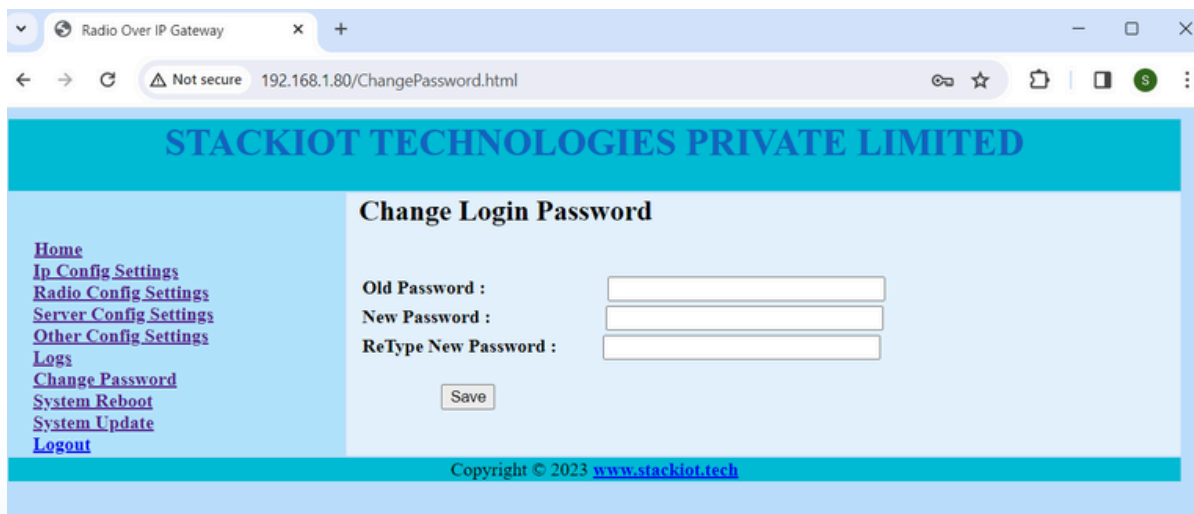 Radio Over IP Gateway
Not secure 192.168.1.80/ChangePassword.html
S
STACKIOT TECHNOLOGIES PRIVATE LIMITED
Change Login Password
Home
Ip Config Settings
Radio Config Settings
Server Config Settings
Other Config Settings
Logs
Change Password
System Reboot
System Update
Logout
Old Password :
New Password :
ReType New Password :
Save
Copyright © 2023 www.stackiot.tech